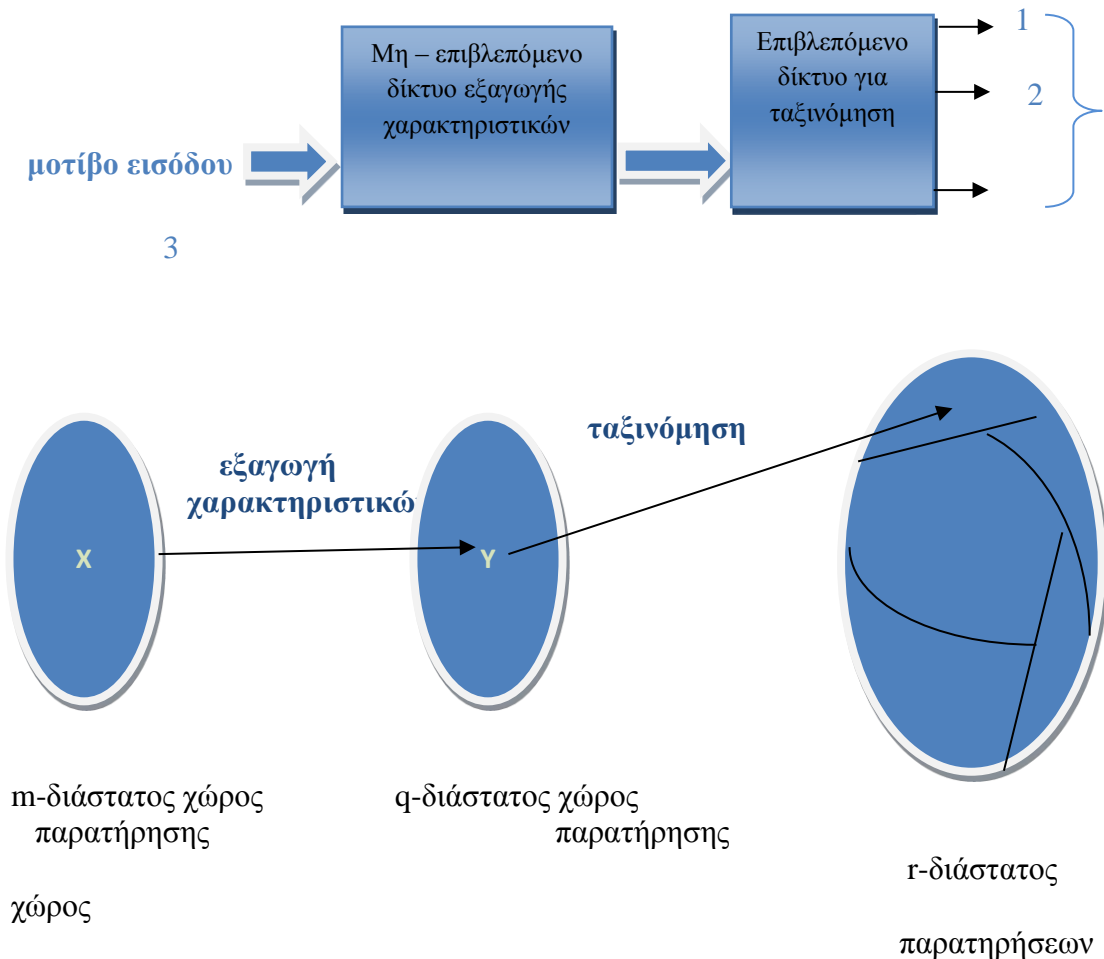 Μη – επιβλεπόμενο
δίκτυο εξαγωγής
χαρακτηριστικών
Επιβλεπόμενο
δίκτυο για
ταξινόμηση
1
2
μοτίβο εισόδου
3
ταξινόμηση
εξαγωγή
χαρακτηριστικών
X
Y
m-διάστατος χώρος
παρατήρησης
χώρος
q-διάστατος χώρος
παρατήρησης
r-διάστατος
παρατηρήσεων